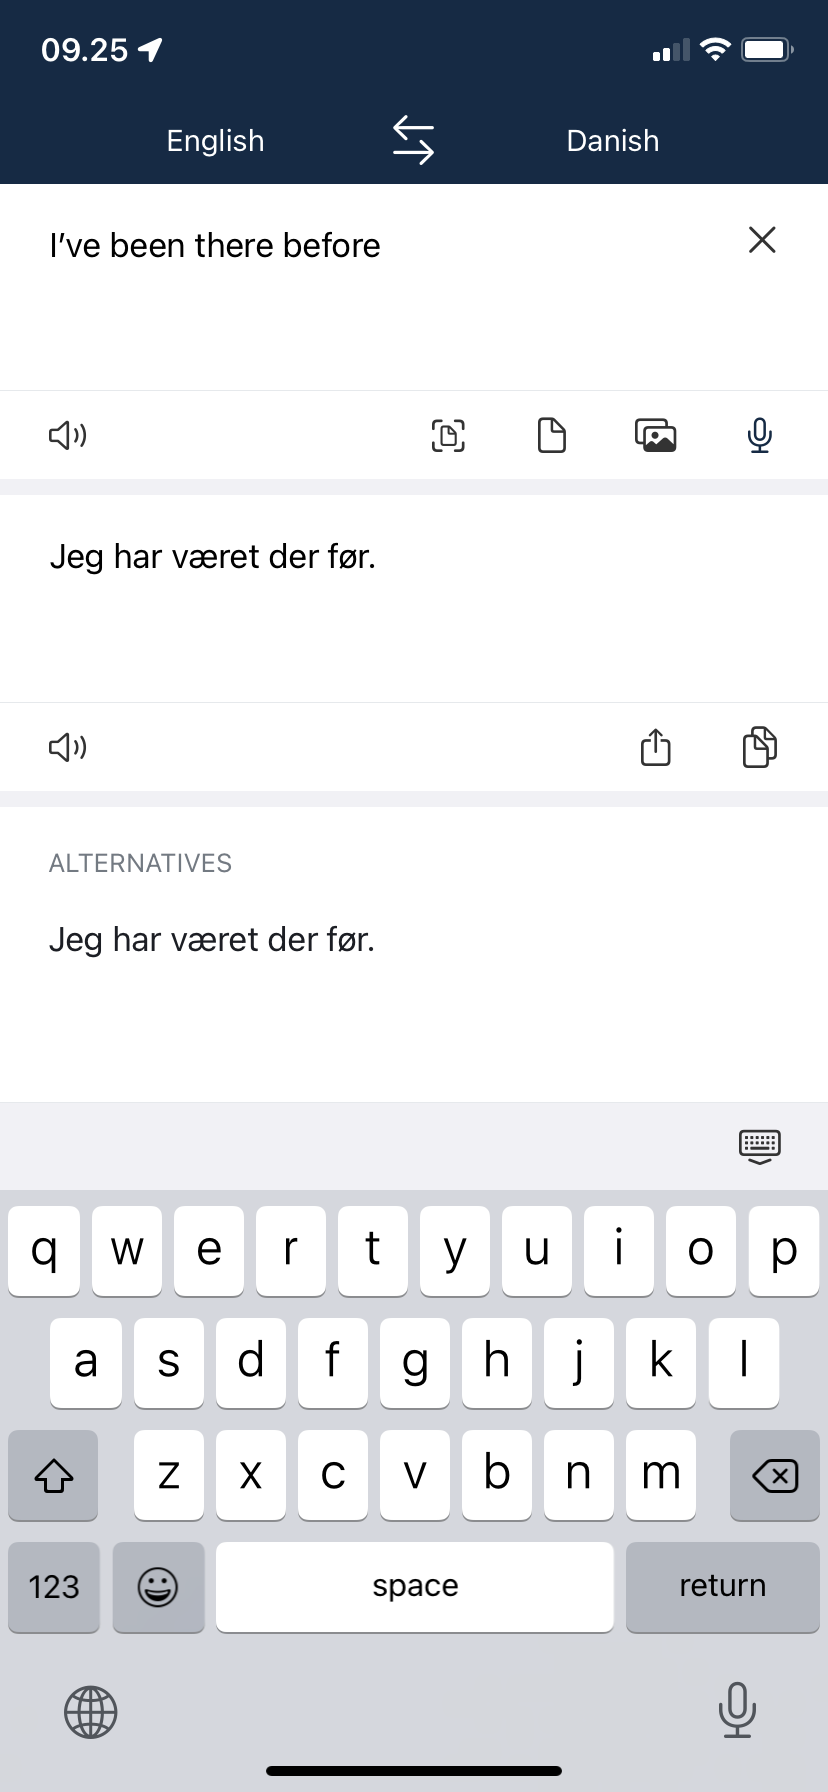 09.25
English Danish
I’ve been there before
Jeg har været der før.
ALTERNATIVES
Jeg har været der før.
q w e r t y u i o p
a s d f g h j k l
z x c v b n m
123 space return